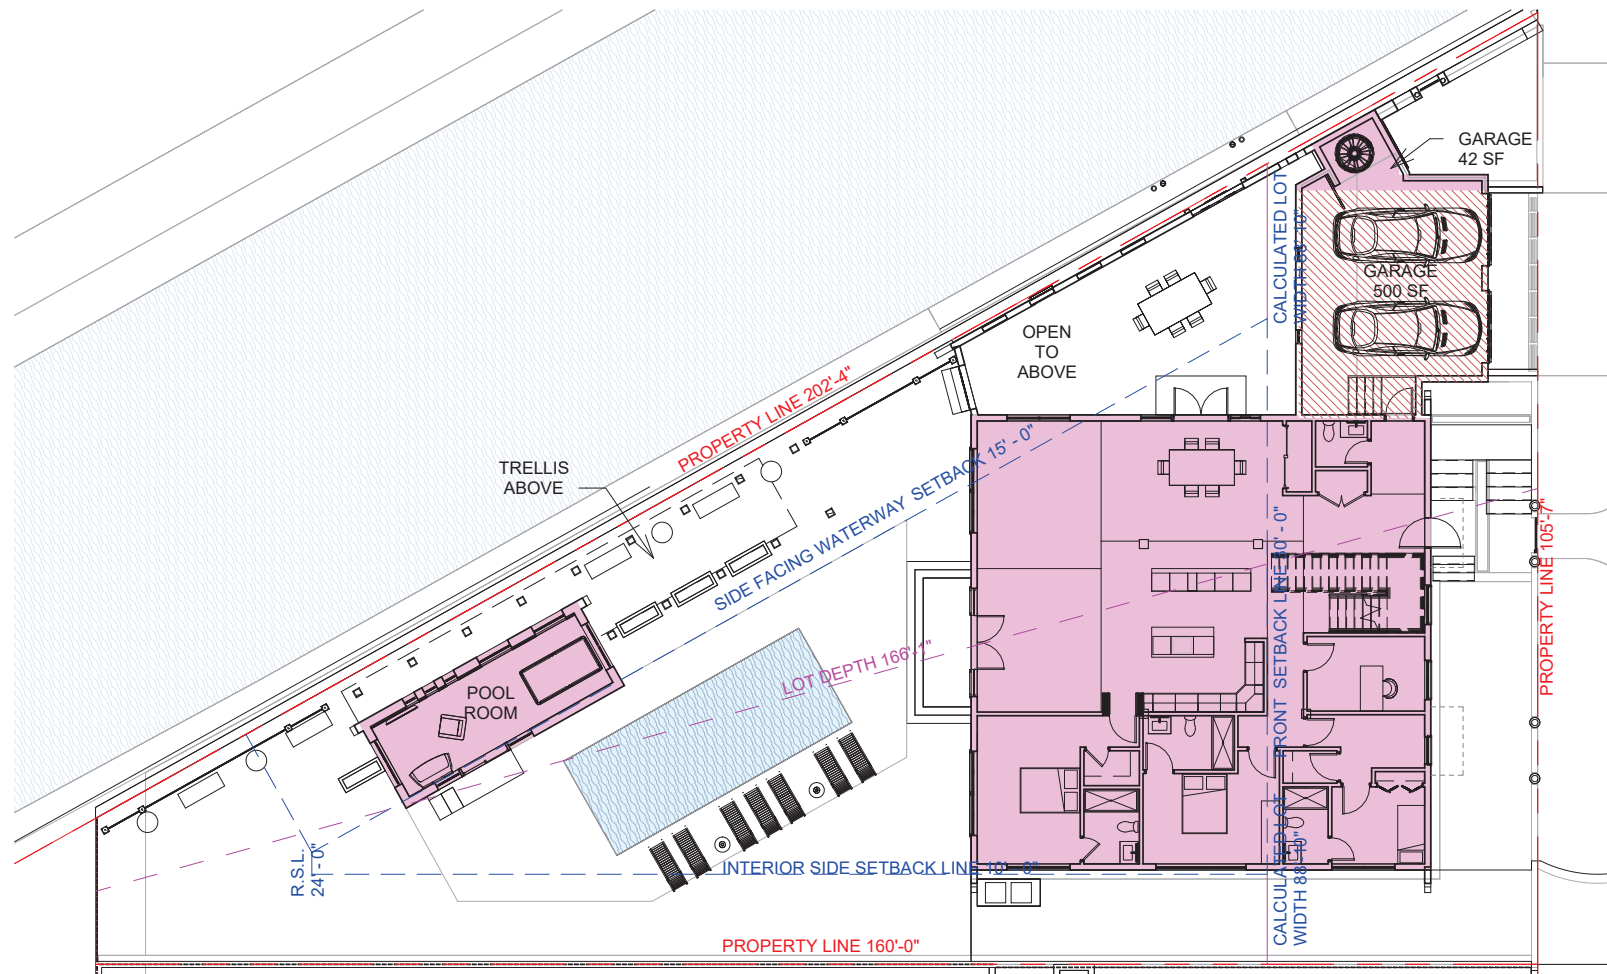 GARAGE
42 SF
CALCULATED LOT
WIDTH 88'-10"
GARAGE
500 SF
OPEN
TO
ABOVE
PROPERTY LINE 202'-4"
TRELLIS
ABOVE
SIDE FACING WATERWAY SETBACK 15' - 0"
PROPERTY LINE 105'-7"
FRONT SETBACK LINE 30' - 0"
LOT DEPTH 166'-1"
POOL
ROOM
R.S.L.
24' - 0"
INTERIOR SIDE SETBACK LINE 10' - 0"
CALCULATED LOT
WIDTH 88'-10"
PROPERTY LINE 160'-0"